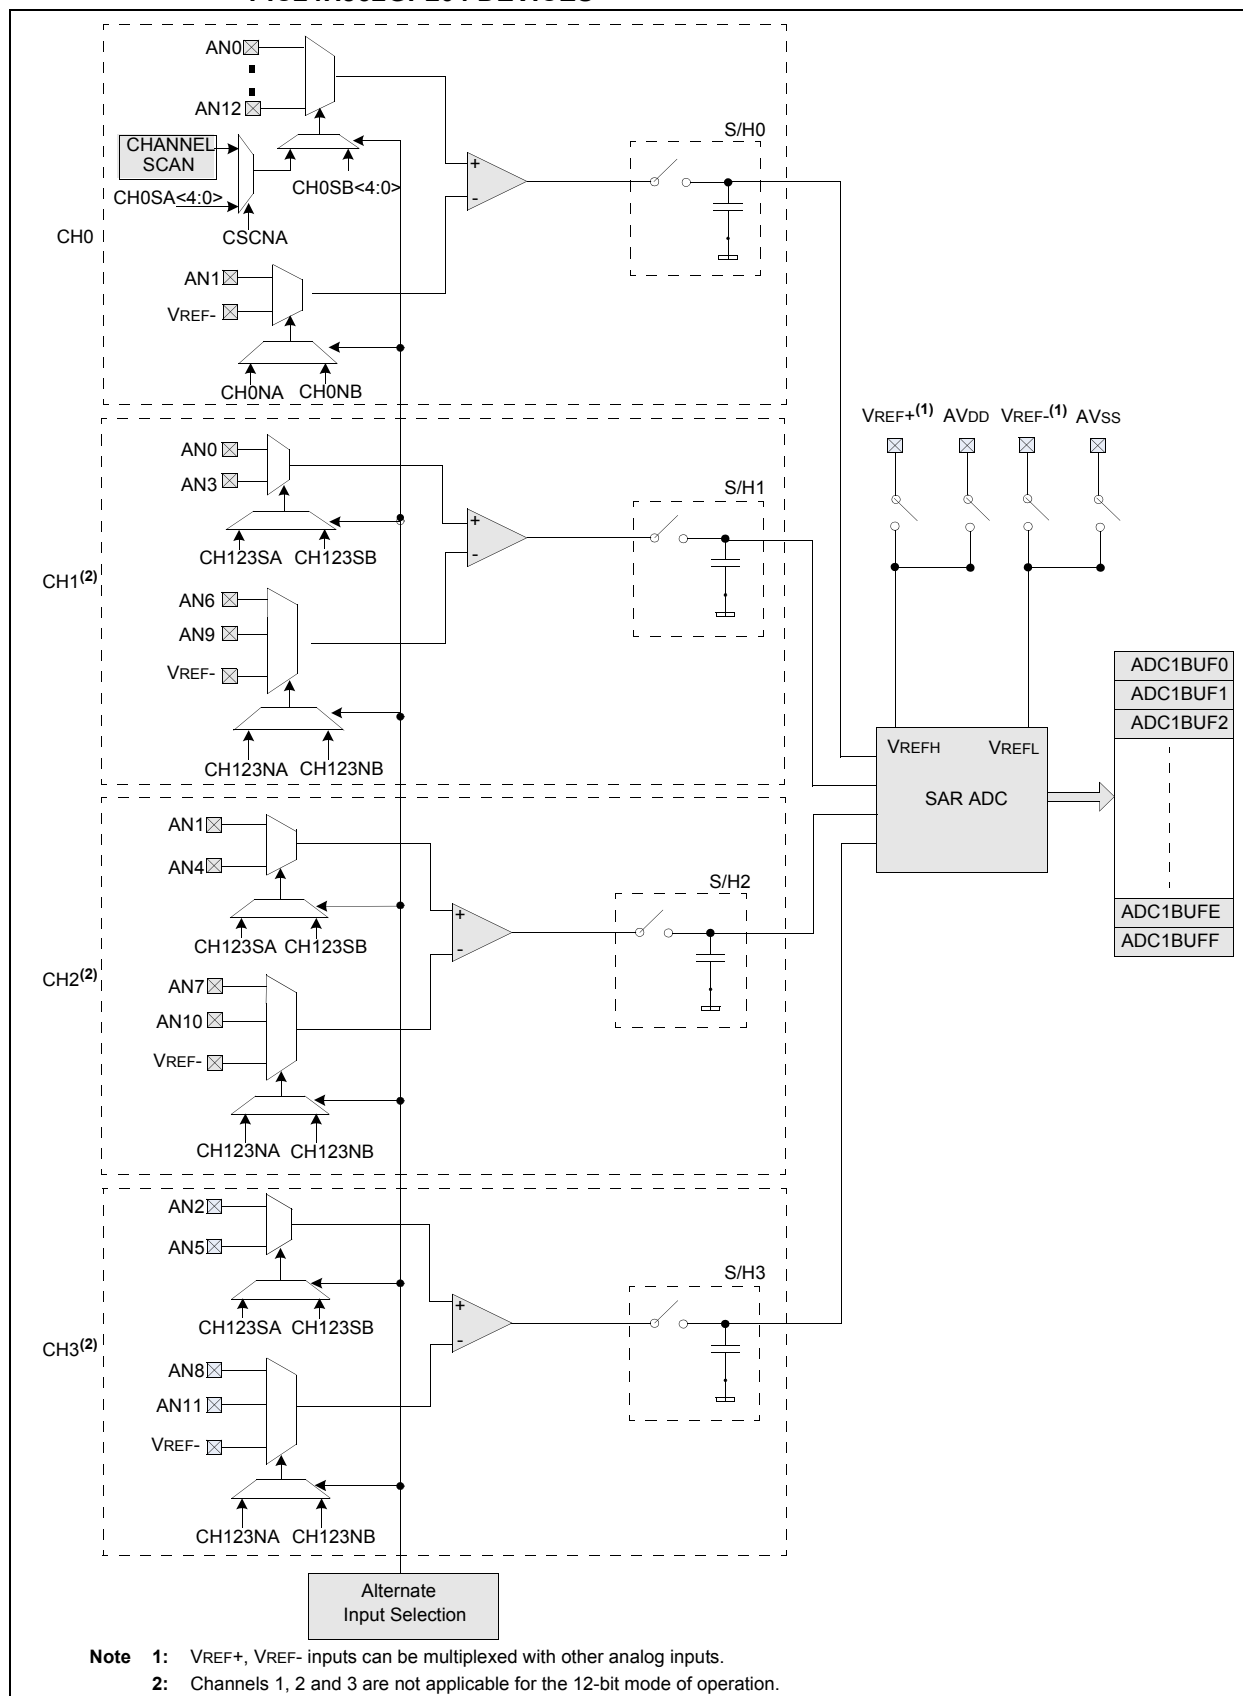 AN0
AN12
CHANNEL
SCAN
CH0SA<4:0>
CH0SB<4:0>
CSCNA
CH0
+
-
S/H0
AN1
VREF-
CH0NA CH0NB
AN0
AN3
CH123SA CH123SB
CH1(2)
+
-
S/H1
AN6
AN9
VREF-
CH123NA CH123NB
VREF+(1) AVDD VREF-(1) AVSS
VREFH VREFL
SAR ADC
ADC1BUF0
ADC1BUF1
ADC1BUF2
ADC1BUFE
ADC1BUFF
AN1
AN4
CH123SA CH123SB
CH2(2)
+
-
S/H2
AN7
AN10
VREF-
CH123NA CH123NB
AN2
AN5
CH123SA CH123SB
CH3(2)
+
-
S/H3
AN8
AN11
VREF-
CH123NA CH123NB
Alternate
Input Selection
Note 1: VREF+, VREF- inputs can be multiplexed with other analog inputs.
2: Channels 1, 2 and 3 are not applicable for the 12-bit mode of operation.